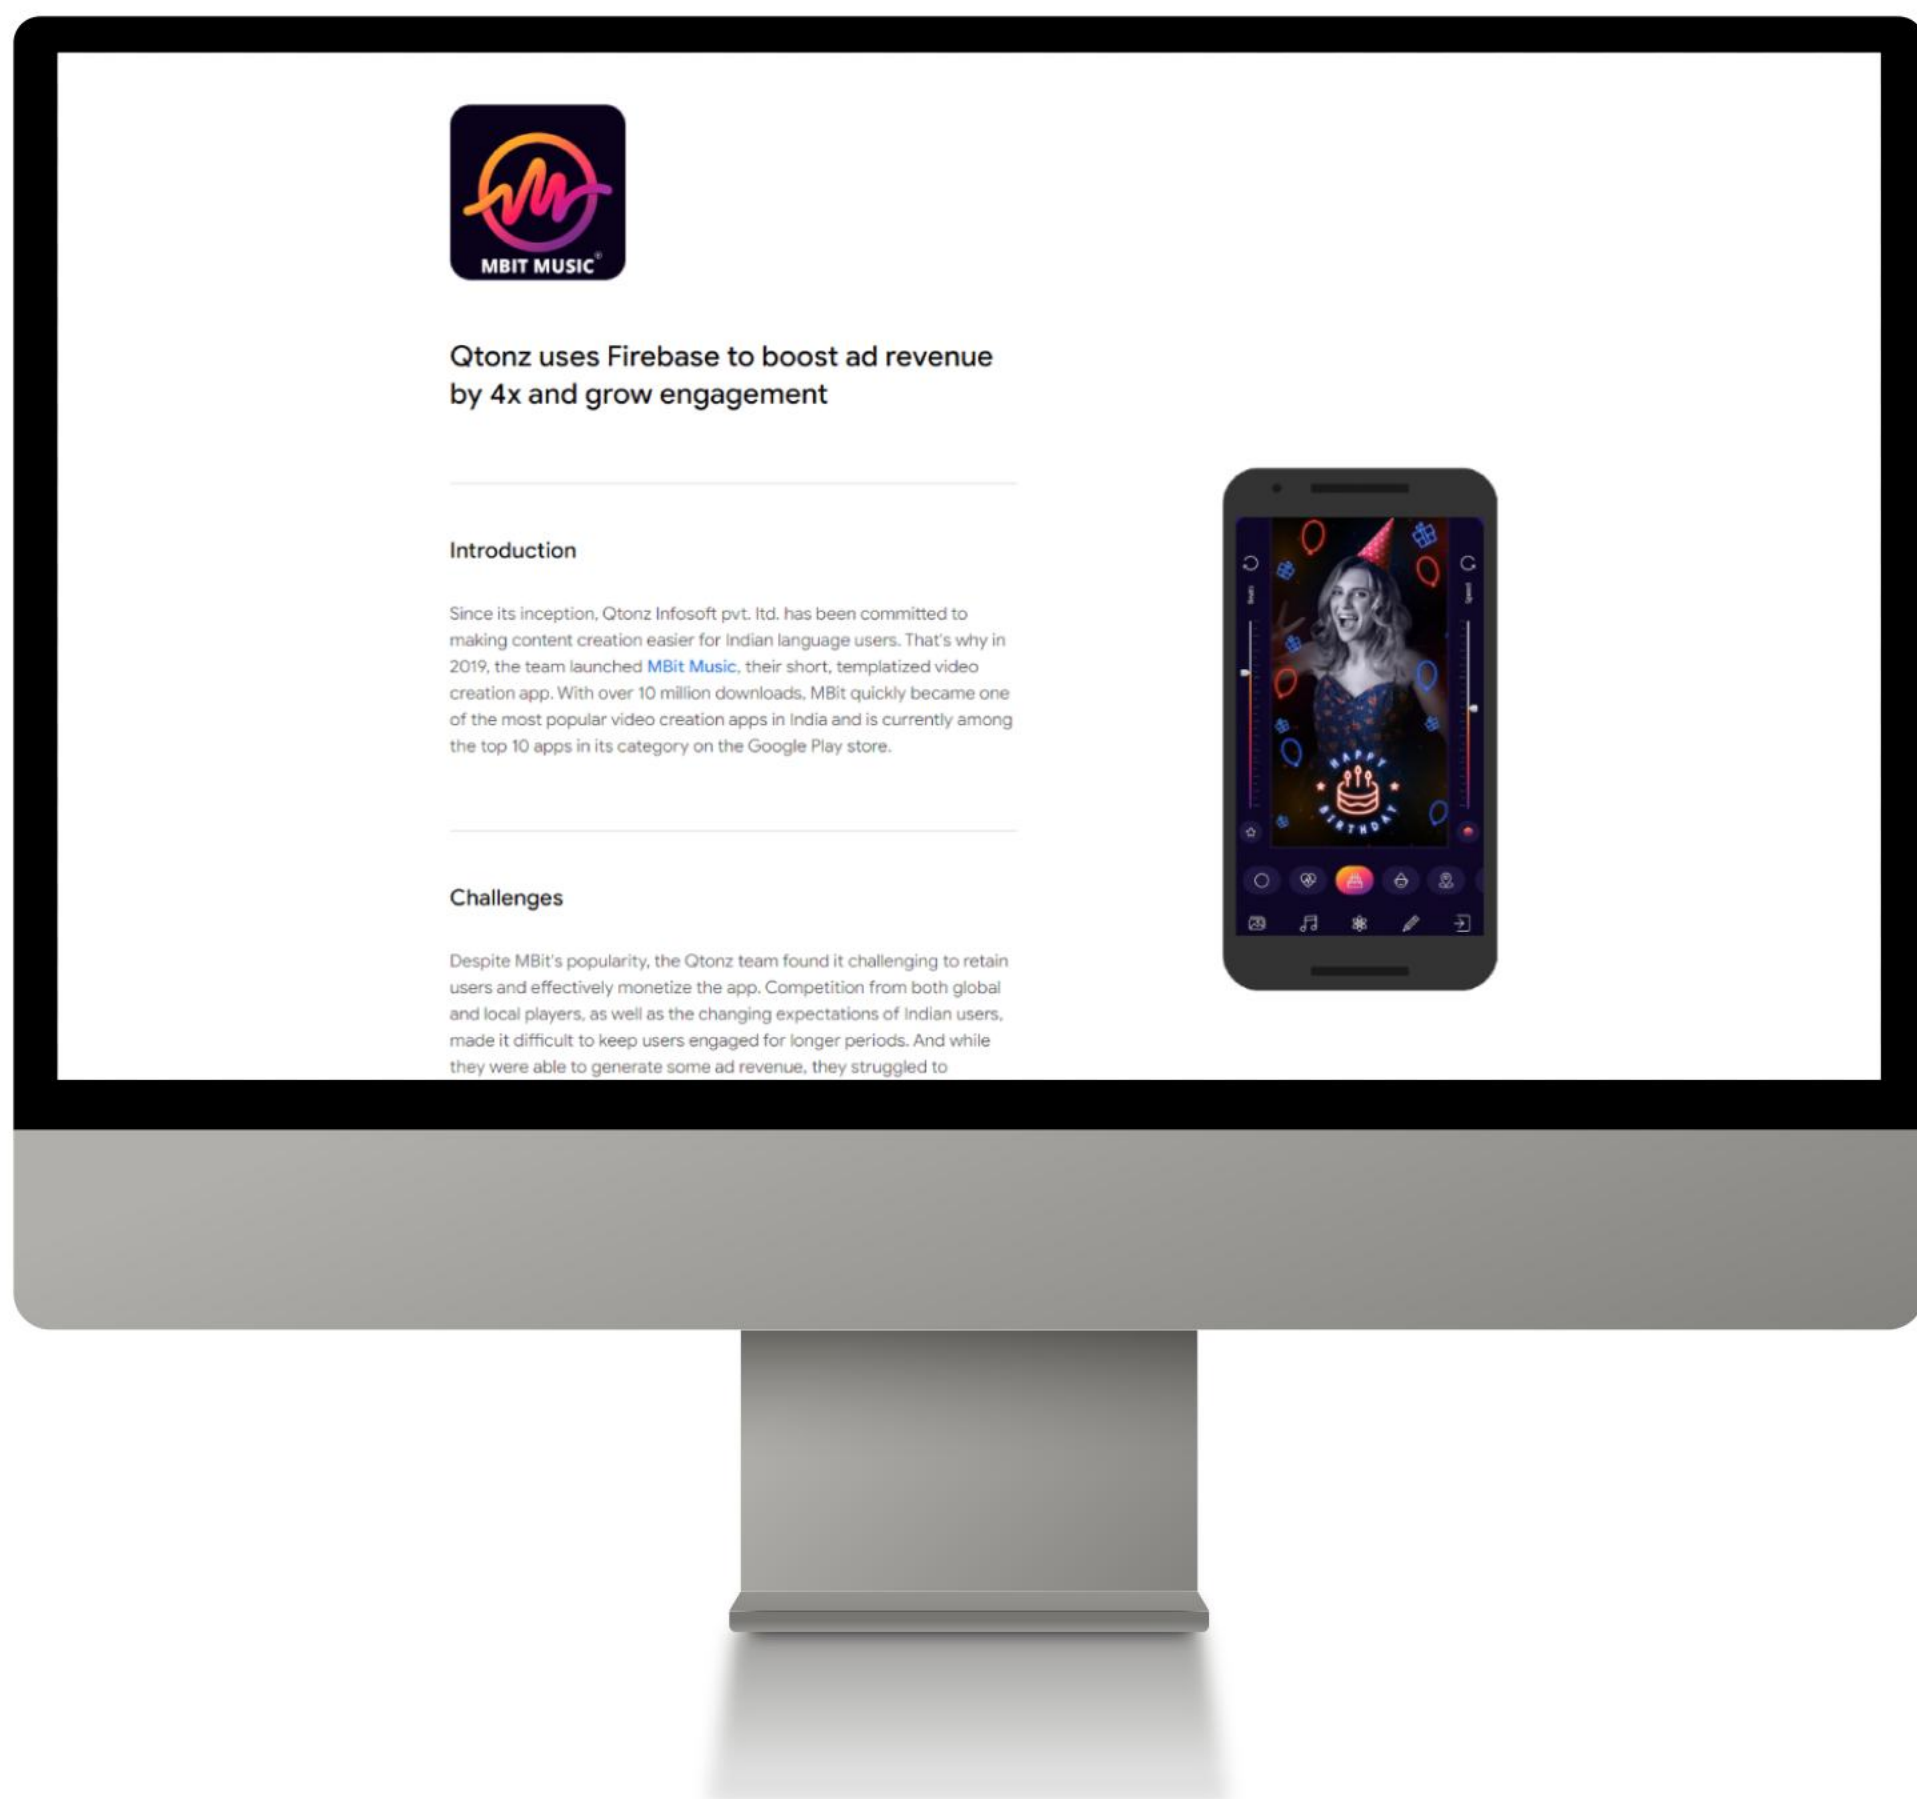 MBIT MUSIC®
Qtonz uses Firebase to boost ad revenue
by 4x and grow engagement
Introduction
Since its inception, Qtonz Infosoft pvt. ltd. has been committed to
making content creation easier for Indian language users. That's why in
2019, the team launched MBit Music, their short, templatized video
creation app. With over 10 million downloads, MBit quickly became one
of the most popular video creation apps in India and is currently among
the top 10 apps in its category on the Google Play store.
Challenges
Despite MBit's popularity, the Qtonz team found it challenging to retain
users and effectively monetize the app. Competition from both global
and local players, as well as the changing expectations of Indian users,
made it difficult to keep users engaged for longer periods. And while
they were able to generate some ad revenue, they struggled to
Speed
HAPPY
BIRTHDAY